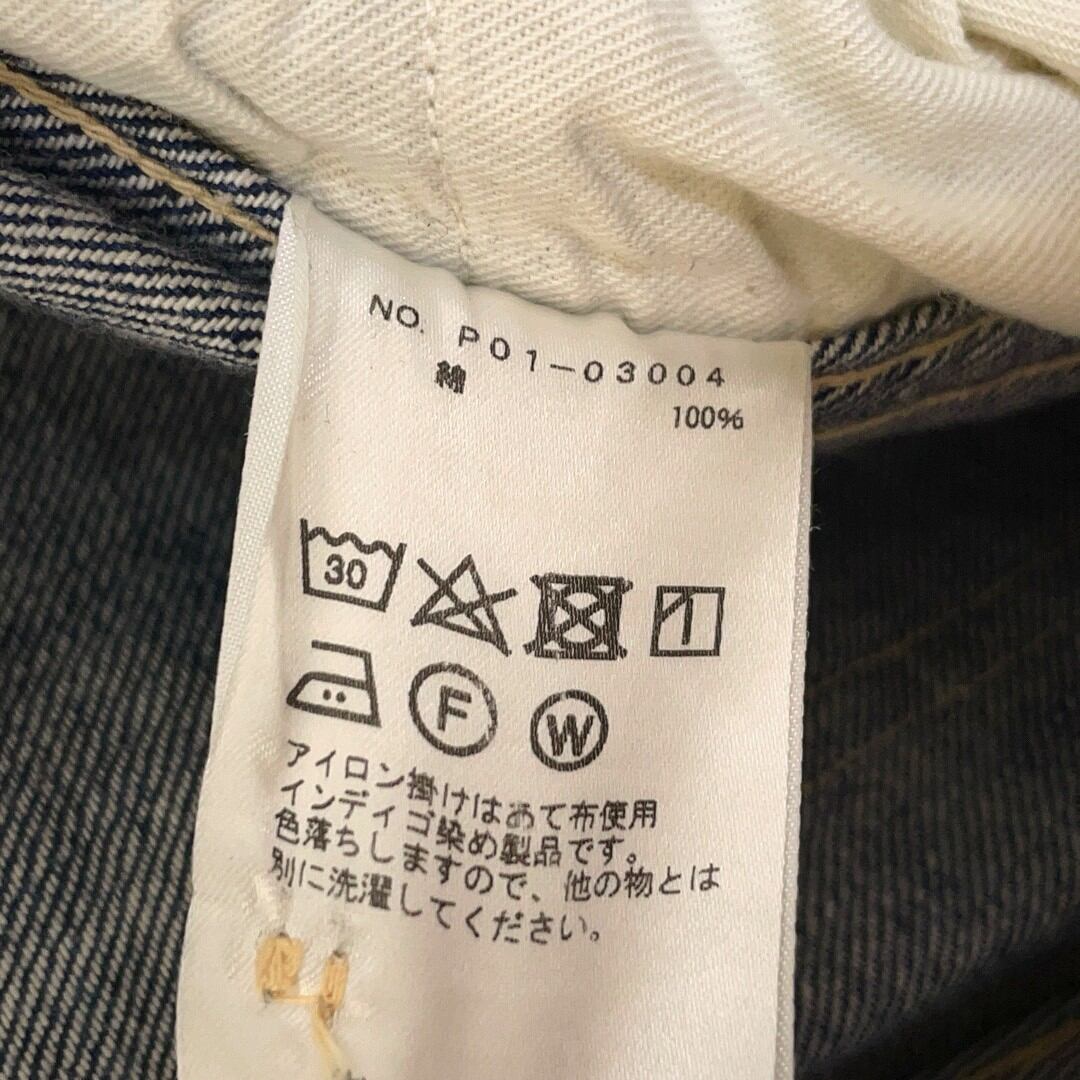 NO. P01-03004
綿 100%
30
F W
アイロン掛けはあて布使用
インディゴ染め製品です。
色落ちしますので、他の物とは
別に洗濯してください。